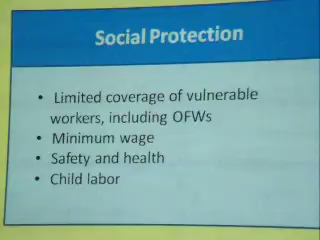 Social Protection
• Limited coverage of vulnerable
workers, including OFWs
• Minimum wage
• Safety and health
• Child labor